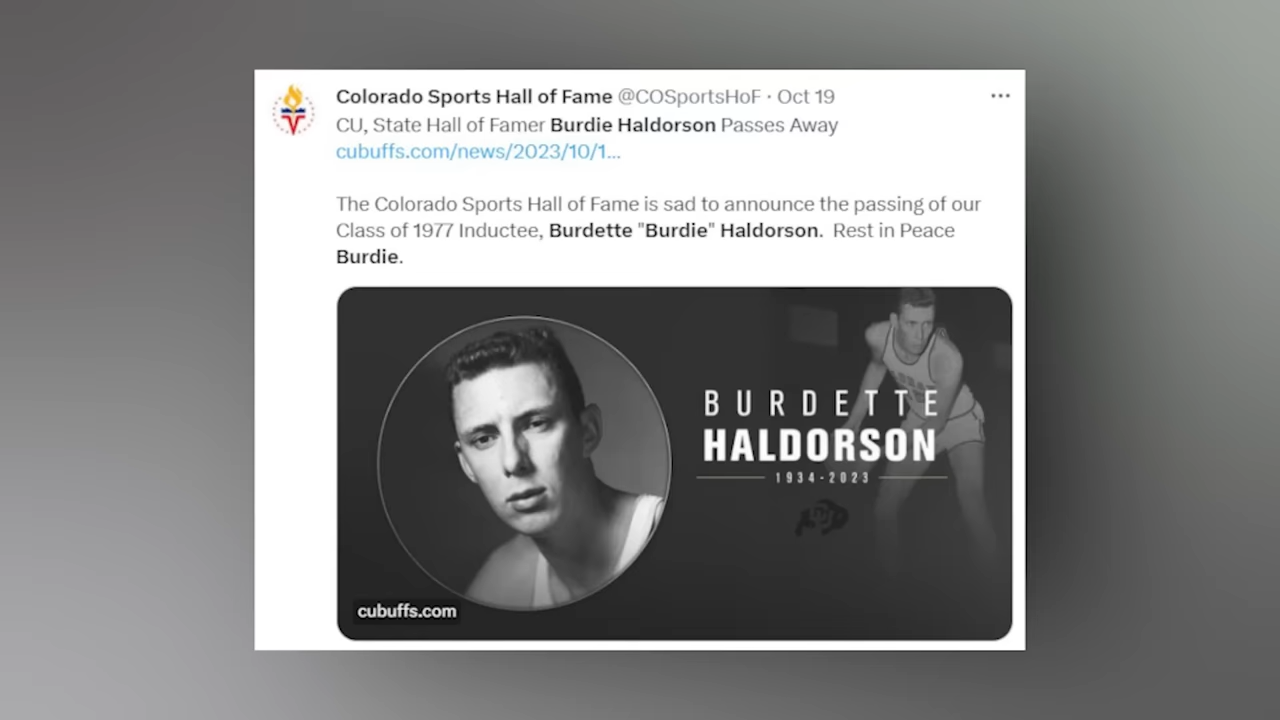 Colorado Sports Hall of Fame @COSportsHoF · Oct 19
CU, State Hall of Famer Burdie Haldorson Passes Away
cubuffs.com/news/2023/10/1...
The Colorado Sports Hall of Fame is sad to announce the passing of our
Class of 1977 Inductee, Burdette "Burdie" Haldorson. Rest in Peace
Burdie.
BURDETTE
HALDORSON
1934-2023
CU
cubuffs.com